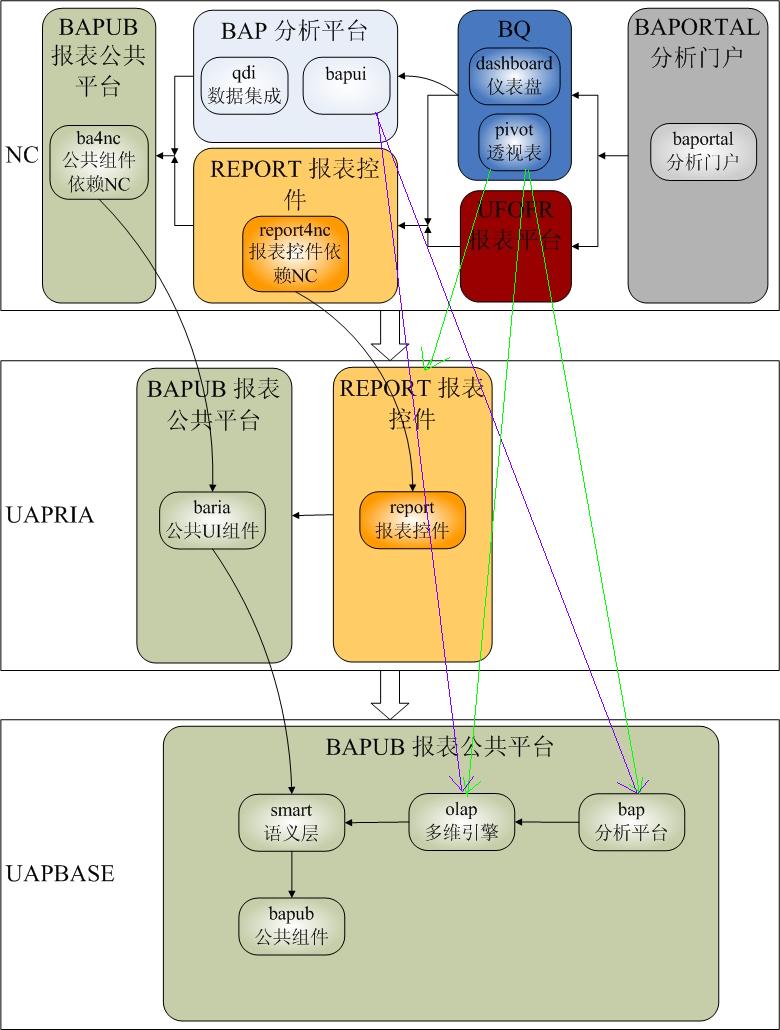 NC
BAPUB
报表公共
平台
ba4nc
公共组件
依赖NC
BAP 分析平台
qdi
数据集成
bapui
REPORT 报表控
件
report4nc
报表控件依
赖NC
BQ
dashboard
仪表盘
pivot
透视表
UFOER
报表平台
BAPORTAL
分析门户
baportal
分析门户
UAPRIA
BAPUB 报表
公共平台
baria
公共UI组件
REPORT 报表
控件
report
报表控件
UAPBASE
BAPUB 报表公共平台
smart
语义层
olap
多维引擎
bap
分析平台
bapub
公共组件